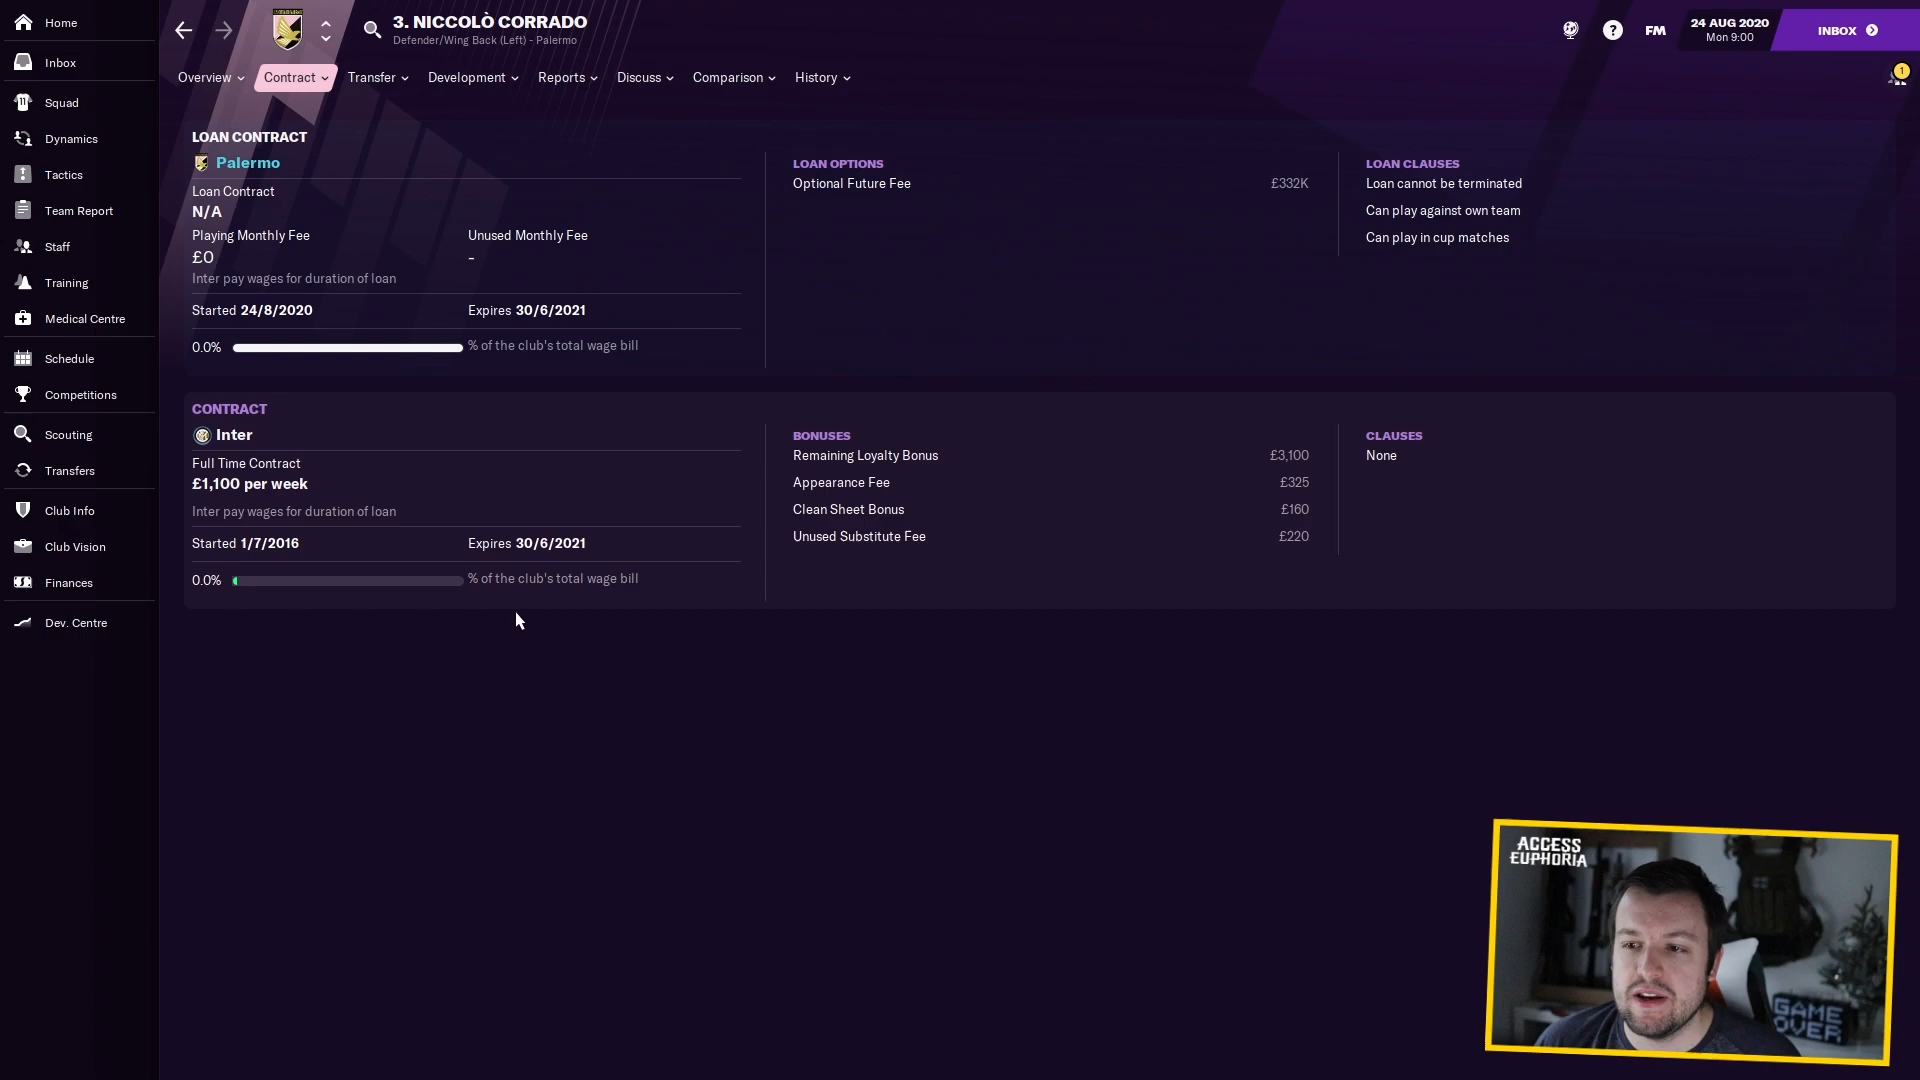 Home
Inbox
Squad
Dynamics
Tactics
Team Report
Staff
Training
Medical Centre
Schedule
Competitions
Scouting
Transfers
Club Info
Club Vision
Finances
Dev. Centre
3. NICCOLÒ CORRADO
Defender/Wing Back (Left) - Palermo
FM
24 AUG 2020
Mon 9:00
INBOX
Overview
Contract
Transfer
Development
Reports
Discuss
Comparison
History
1
LOAN CONTRACT
Palermo
Loan Contract
N/A
Playing Monthly Fee
Unused Monthly Fee
£0
-
Inter pay wages for duration of loan
Started 24/8/2020
Expires 30/6/2021
0.0%
% of the club's total wage bill
LOAN OPTIONS
Optional Future Fee £332K
LOAN CLAUSES
Loan cannot be terminated
Can play against own team
Can play in cup matches
CONTRACT
Inter
Full Time Contract
£1,100 per week
Inter pay wages for duration of loan
Started 1/7/2016
Expires 30/6/2021
0.0%
% of the club's total wage bill
BONUSES
Remaining Loyalty Bonus £3,100
Appearance Fee £325
Clean Sheet Bonus £160
Unused Substitute Fee £220
CLAUSES
None
ACCESS
EUPHORIA
GAME
OVER